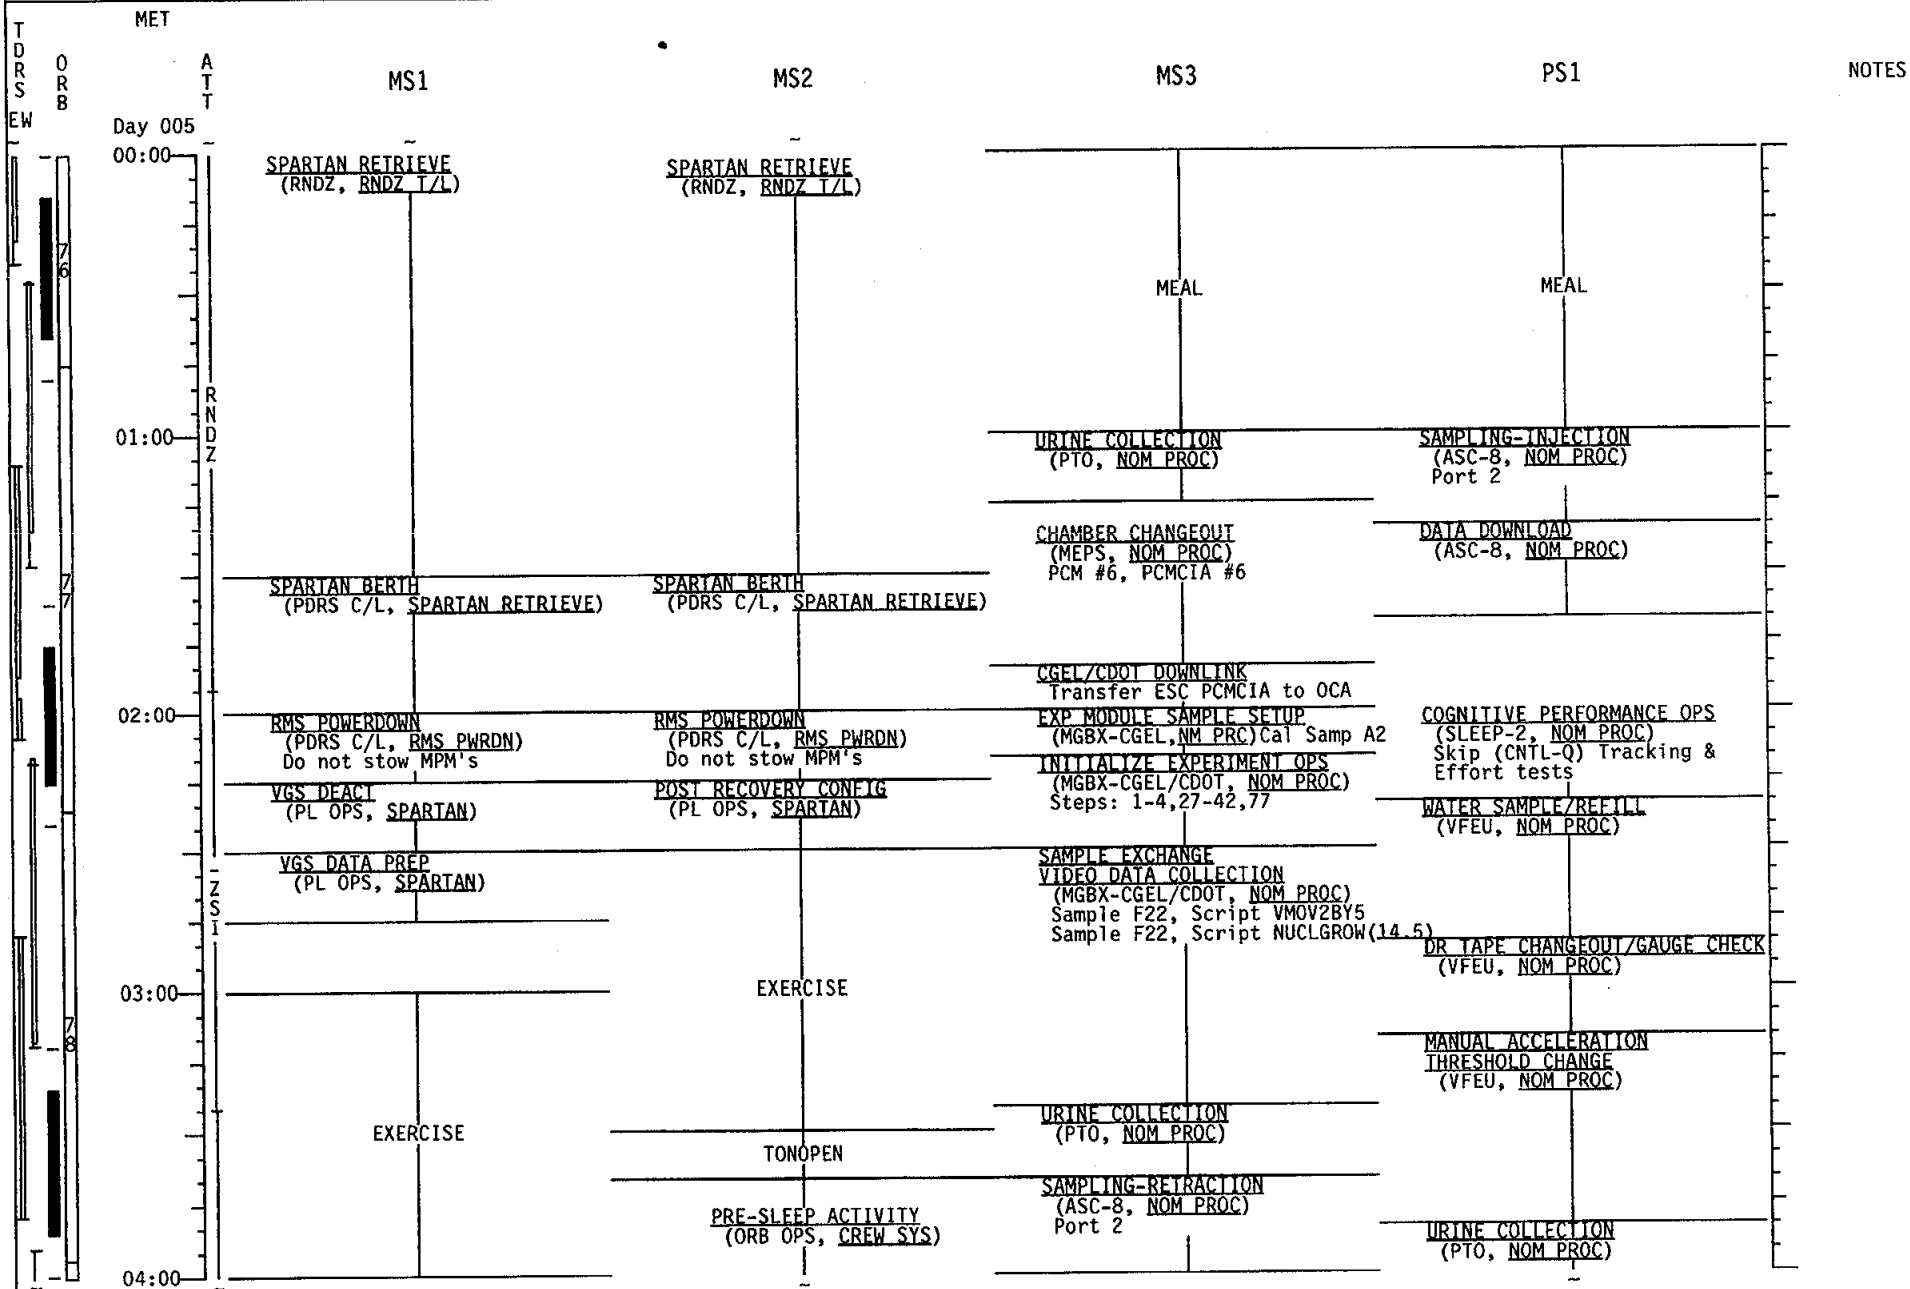 MET
TDRS
ORB
ATT
MS1
MS2
MS3
PS1
NOTES
EW
Day 005
00:00
SPARTAN RETRIEVE
(RNDZ, RNDZ T/L)
SPARTAN RETRIEVE
(RNDZ, RNDZ T/L)
76
MEAL
MEAL
RNDZ
01:00
URINE COLLECTION
(PTO, NOM PROC)
SAMPLING-INJECTION
(ASC-8, NOM PROC)
Port 2
CHAMBER CHANGEOUT
(MEPS, NOM PROC)
PCM #6, PCMCIA #6
DATA DOWNLOAD
(ASC-8, NOM PROC)
77
SPARTAN BERTH
(PDRS C/L, SPARTAN RETRIEVE)
SPARTAN BERTH
(PDRS C/L, SPARTAN RETRIEVE)
CGEL/CDOT DOWNLINK
Transfer ESC PCMCIA to OCA
02:00
RMS POWERDOWN
(PDRS C/L, RMS PWRDN)
Do not stow MPM's
RMS POWERDOWN
(PDRS C/L, RMS PWRDN)
Do not stow MPM's
EXP MODULE SAMPLE SETUP
(MGBX-CGEL,NM PRC)Cal Samp A2
COGNITIVE PERFORMANCE OPS
(SLEEP-2, NOM PROC)
Skip (CNTL-Q) Tracking &
Effort tests
INITIALIZE EXPERIMENT OPS
(MGBX-CGEL/CDOT, NOM PROC)
Steps: 1-4,27-42,77
VGS DEACT
(PL OPS, SPARTAN)
POST RECOVERY CONFIG
(PL OPS, SPARTAN)
WATER SAMPLE/REFILL
(VFEU, NOM PROC)
VGS DATA PREP
(PL OPS, SPARTAN)
SAMPLE EXCHANGE
VIDEO DATA COLLECTION
(MGBX-CGEL/CDOT, NOM PROC)
Sample F22, Script VMOV2BY5
Sample F22, Script NUCLGROW(14.5)
-ZSI
DR TAPE CHANGEOUT/GAUGE CHECK
(VFEU, NOM PROC)
03:00
EXERCISE
78
MANUAL ACCELERATION
THRESHOLD CHANGE
(VFEU, NOM PROC)
EXERCISE
TONOPEN
URINE COLLECTION
(PTO, NOM PROC)
SAMPLING-RETRACTION
(ASC-8, NOM PROC)
Port 2
PRE-SLEEP ACTIVITY
(ORB OPS, CREW SYS)
URINE COLLECTION
(PTO, NOM PROC)
04:00